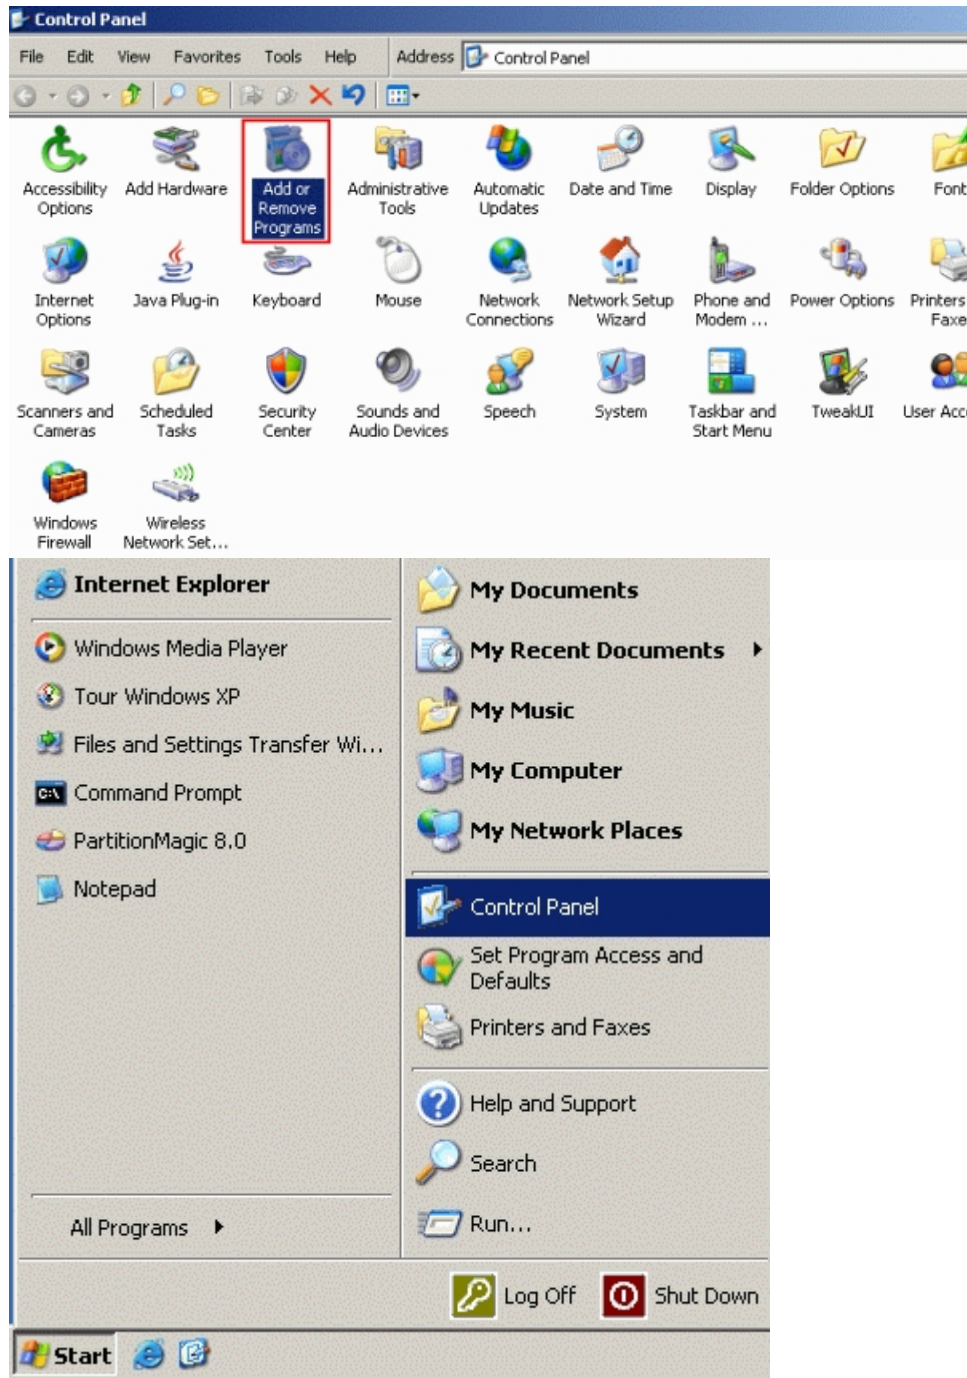 Control Panel
File Edit View Favorites Tools Help Address Control Panel
Accessibility Options
Add Hardware
Add or Remove Programs
Administrative Tools
Automatic Updates
Date and Time
Display
Folder Options
Font
Internet Options
Java Plug-in
Keyboard
Mouse
Network Connections
Network Setup Wizard
Phone and Modem ...
Power Options
Printers Faxe
Scanners and Cameras
Scheduled Tasks
Security Center
Sounds and Audio Devices
Speech
System
Taskbar and Start Menu
TweakUI
User Acc
Windows Firewall
Wireless Network Set...
Internet Explorer
Windows Media Player
Tour Windows XP
Files and Settings Transfer Wi...
C:\ Command Prompt
PartitionMagic 8.0
Notepad
All Programs
My Documents
My Recent Documents
My Music
My Computer
My Network Places
Control Panel
Set Program Access and
Defaults
Printers and Faxes
Help and Support
Search
Run...
Log Off Shut Down
Start